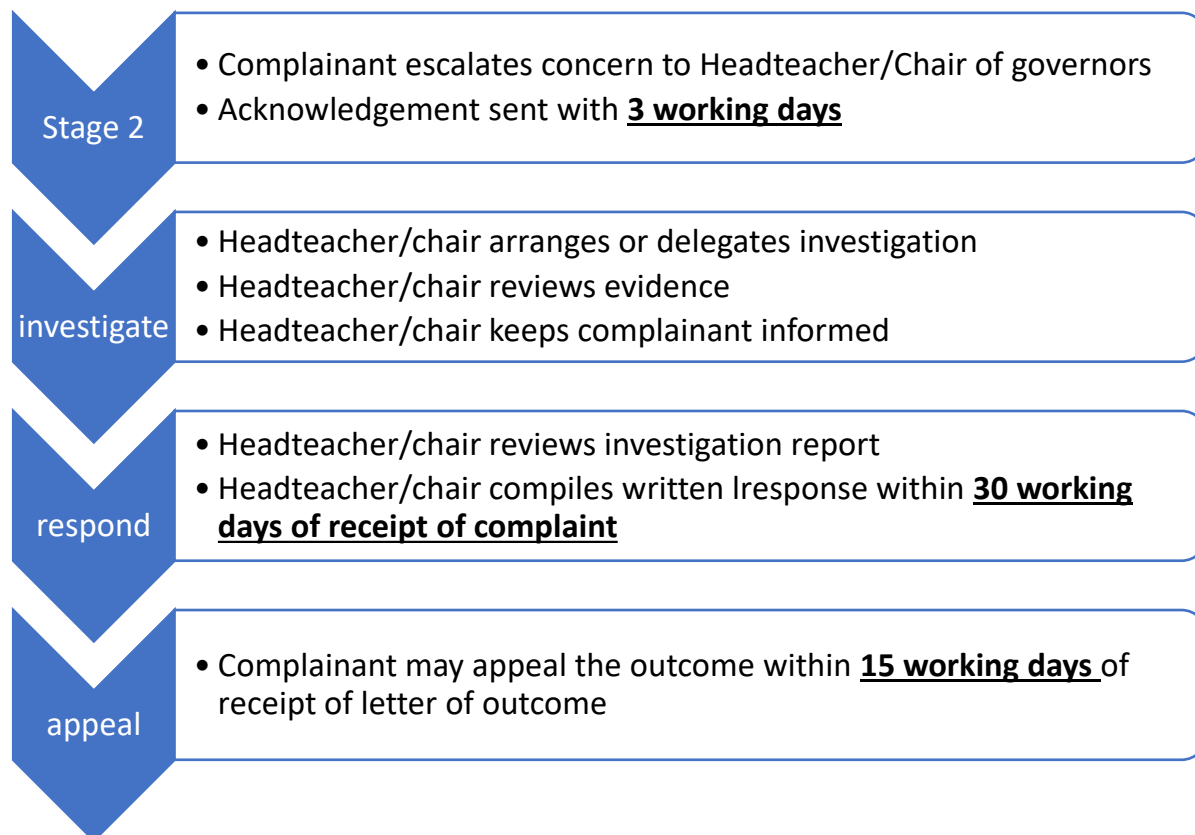 Stage 2
• Complainant escalates concern to Headteacher/Chair of governors
• Acknowledgement sent with 3 working days
investigate
• Headteacher/chair arranges or delegates investigation
• Headteacher/chair reviews evidence
• Headteacher/chair keeps complainant informed
respond
• Headteacher/chair reviews investigation report
• Headteacher/chair compiles written lresponse within 30 working
days of receipt of complaint
appeal
• Complainant may appeal the outcome within 15 working days of
receipt of letter of outcome